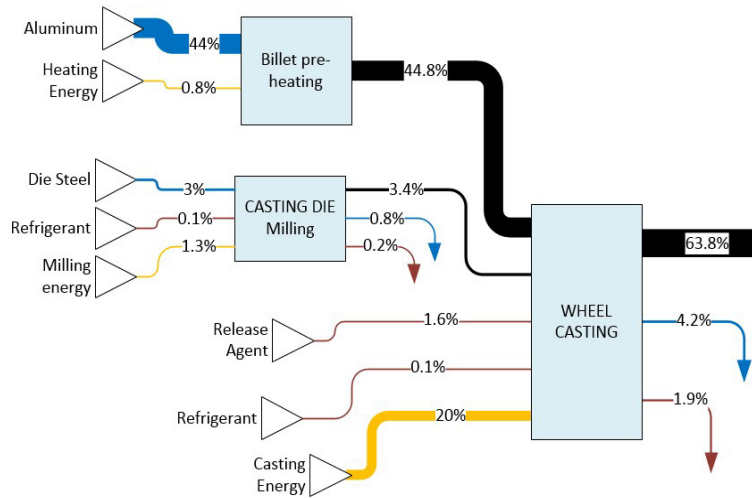 Aluminum
44%
Billet pre-
heating
44.8%
Heating
Energy
0.8%
Die Steel
3%
CASTING DIE
Milling
3.4%
Refrigerant
0.1%
0.8%
Milling
energy
1.3%
0.2%
63.8%
WHEEL
CASTING
Release
Agent
1.6%
4.2%
Refrigerant
0.1%
1.9%
Casting
Energy
20%